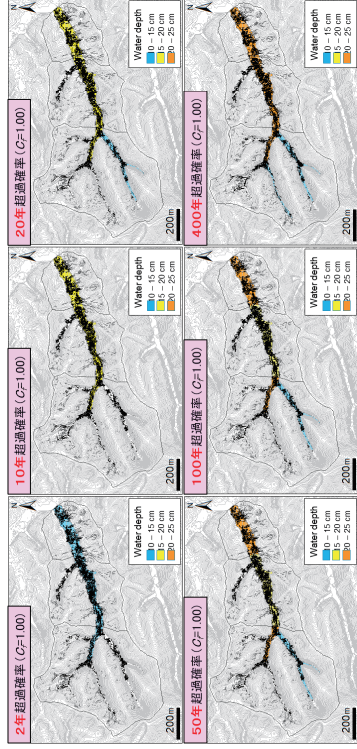 2年超過確率(Cf=1.00)
N
Water depth
0 – 15 cm
15 – 20 cm
20 – 25 cm
200m
10年超過確率(Cf=1.00)
N
Water depth
0 – 15 cm
15 – 20 cm
20 – 25 cm
200m
20年超過確率(Cf=1.00)
N
Water depth
0 – 15 cm
15 – 20 cm
20 – 25 cm
200m
50年超過確率(Cf=1.00)
N
Water depth
0 – 15 cm
15 – 20 cm
20 – 25 cm
200m
100年超過確率(Cf=1.00)
N
Water depth
0 – 15 cm
15 – 20 cm
20 – 25 cm
200m
400年超過確率(Cf=1.00)
N
Water depth
0 – 15 cm
15 – 20 cm
20 – 25 cm
200m